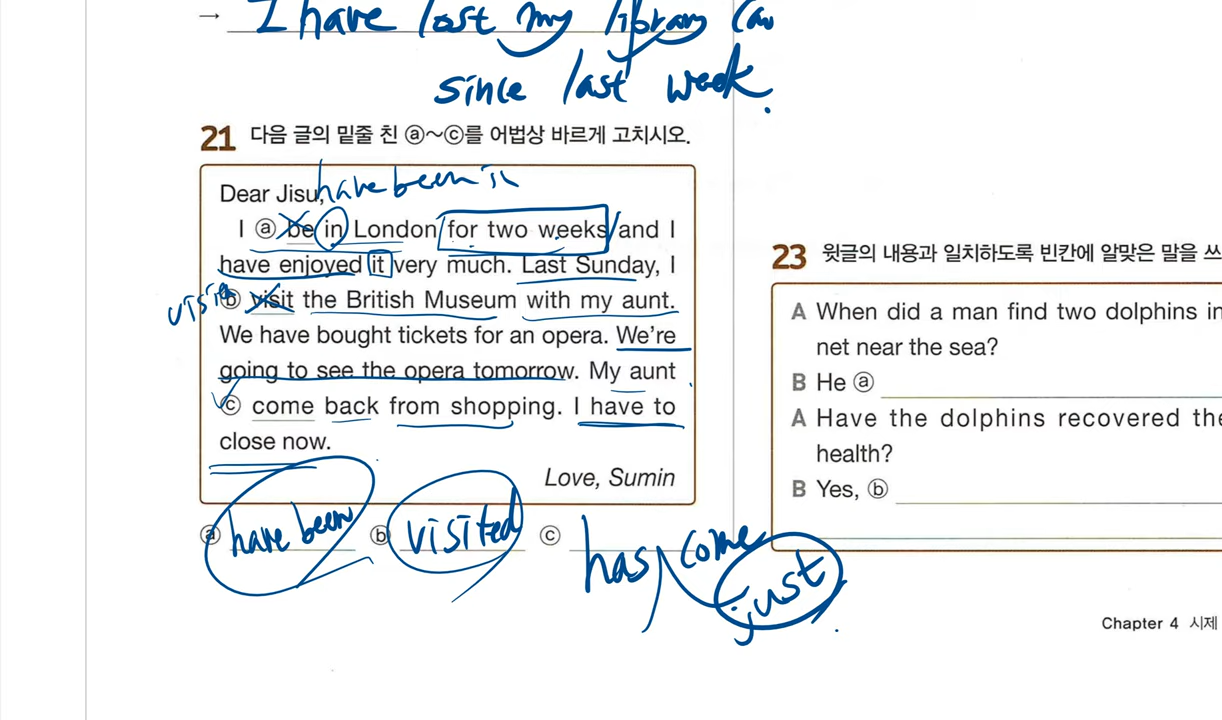 → I have lost my library
since last week.
21 다음 글의 밑줄 친 ⓐ~ⓒ를 어법상 바르게 고치시오.
have been in
Dear Jisu,
I ⓐ be in London for two weeks and I
have enjoyed it very much. Last Sunday, I
ⓑ visit the British Museum with my aunt.
We have bought tickets for an opera. We're
going to see the opera tomorrow. My aunt
ⓒ come back from shopping. I have to
close now.
Love, Sumin
ⓐ have been ⓑ visited ⓒ has come
just
23 윗글의 내용과 일치하도록 빈칸에 알맞은 말을 쓰
A When did a man find two dolphins in
net near the sea?
B He ⓐ
A Have the dolphins recovered the
health?
B Yes, ⓑ
Chapter 4 시제